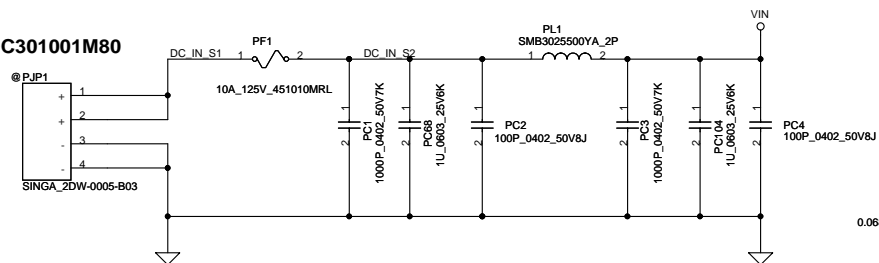 VIN
PL1
SMB3025500YA_2P
C301001M80
PF1
DC_IN_S1 1 2 DC_IN_S2 1 2
@ PJP1
10A_125V_451010MRL
+ 1
+ 2
- 3
- 4
SINGA_2DW-0005-B03
1 2
PC1
1000P_0402_50V7K
1 2
PC68
1U_0603_25V6K
1 2
PC2
100P_0402_50V8J
1 2
PC3
1000P_0402_50V7K
1 2
PC104
1U_0603_25V6K
1 2
PC4
100P_0402_50V8J
0.06